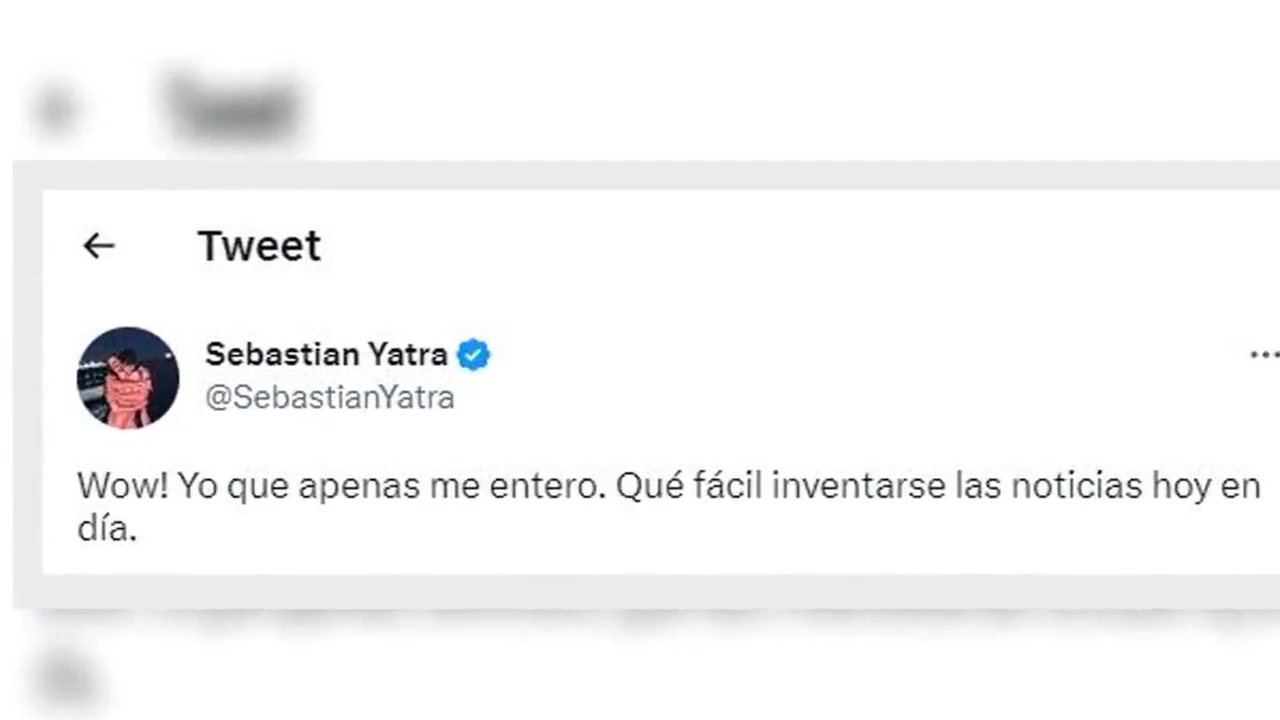 Tweet
Sebastian Yatra
@SebastianYatra
Wow! Yo que apenas me entero. Qué fácil inventarse las noticias hoy en
día.